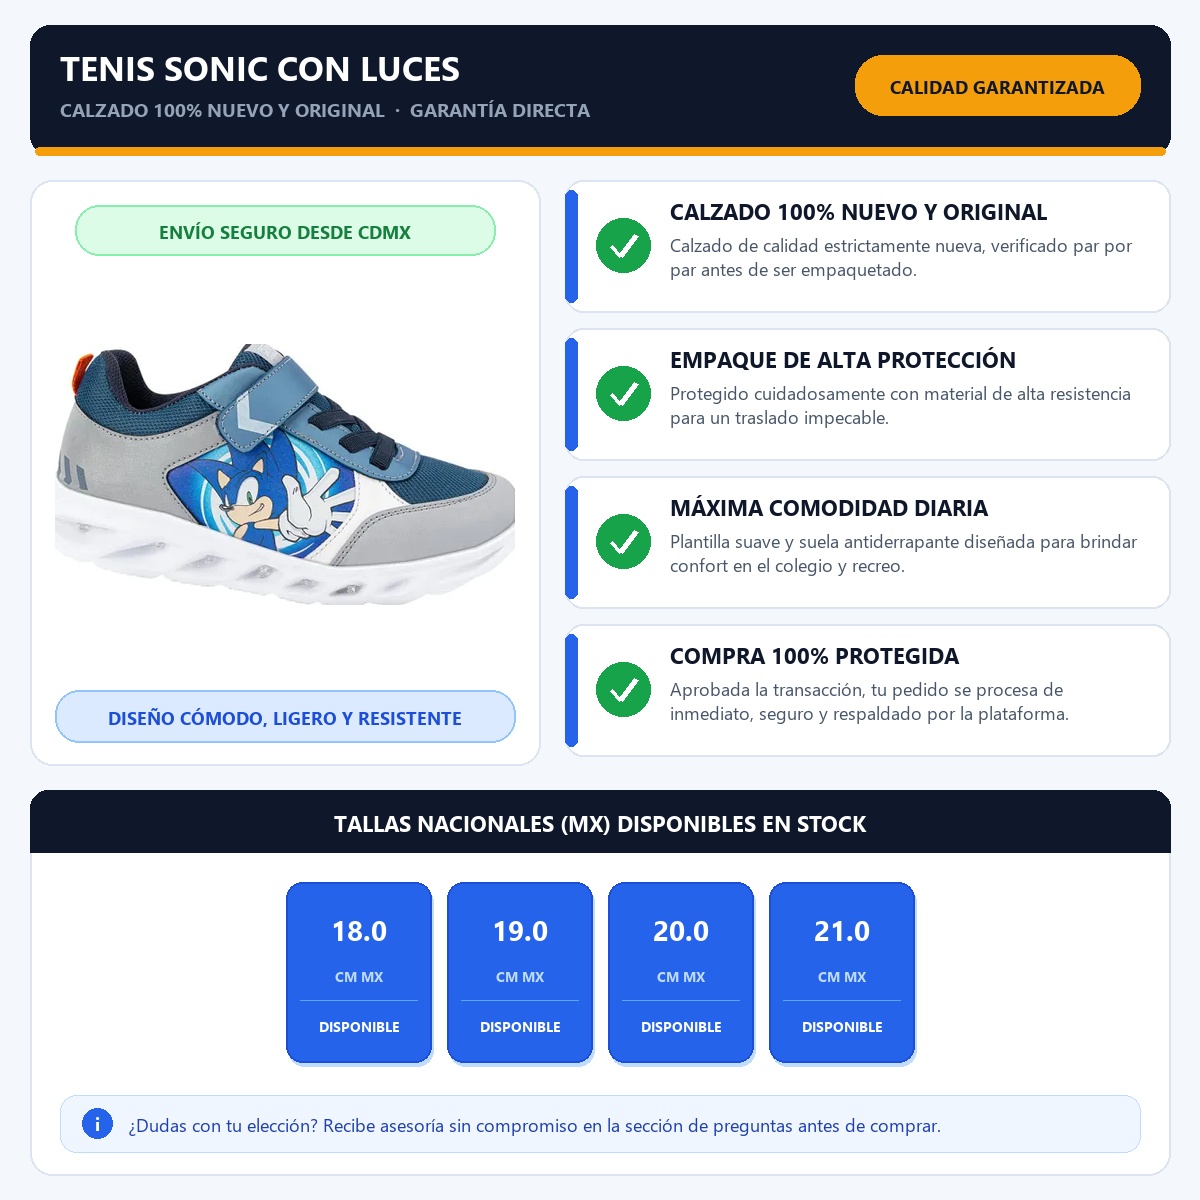 TENIS SONIC CON LUCES
CALZADO 100% NUEVO Y ORIGINAL · GARANTÍA DIRECTA
CALIDAD GARANTIZADA
ENVÍO SEGURO DESDE CDMX
DISEÑO CÓMODO, LIGERO Y RESISTENTE
CALZADO 100% NUEVO Y ORIGINAL
Calzado de calidad estrictamente nueva, verificado par por
par antes de ser empaquetado.
EMPAQUE DE ALTA PROTECCIÓN
Protegido cuidadosamente con material de alta resistencia
para un traslado impecable.
MÁXIMA COMODIDAD DIARIA
Plantilla suave y suela antiderrapante diseñada para brindar
confort en el colegio y recreo.
COMPRA 100% PROTEGIDA
Aprobada la transacción, tu pedido se procesa de
inmediato, seguro y respaldado por la plataforma.
TALLAS NACIONALES (MX) DISPONIBLES EN STOCK
18.0
CM MX
DISPONIBLE
19.0
CM MX
DISPONIBLE
20.0
CM MX
DISPONIBLE
21.0
CM MX
DISPONIBLE
¿Dudas con tu elección? Recibe asesoría sin compromiso en la sección de preguntas antes de comprar.